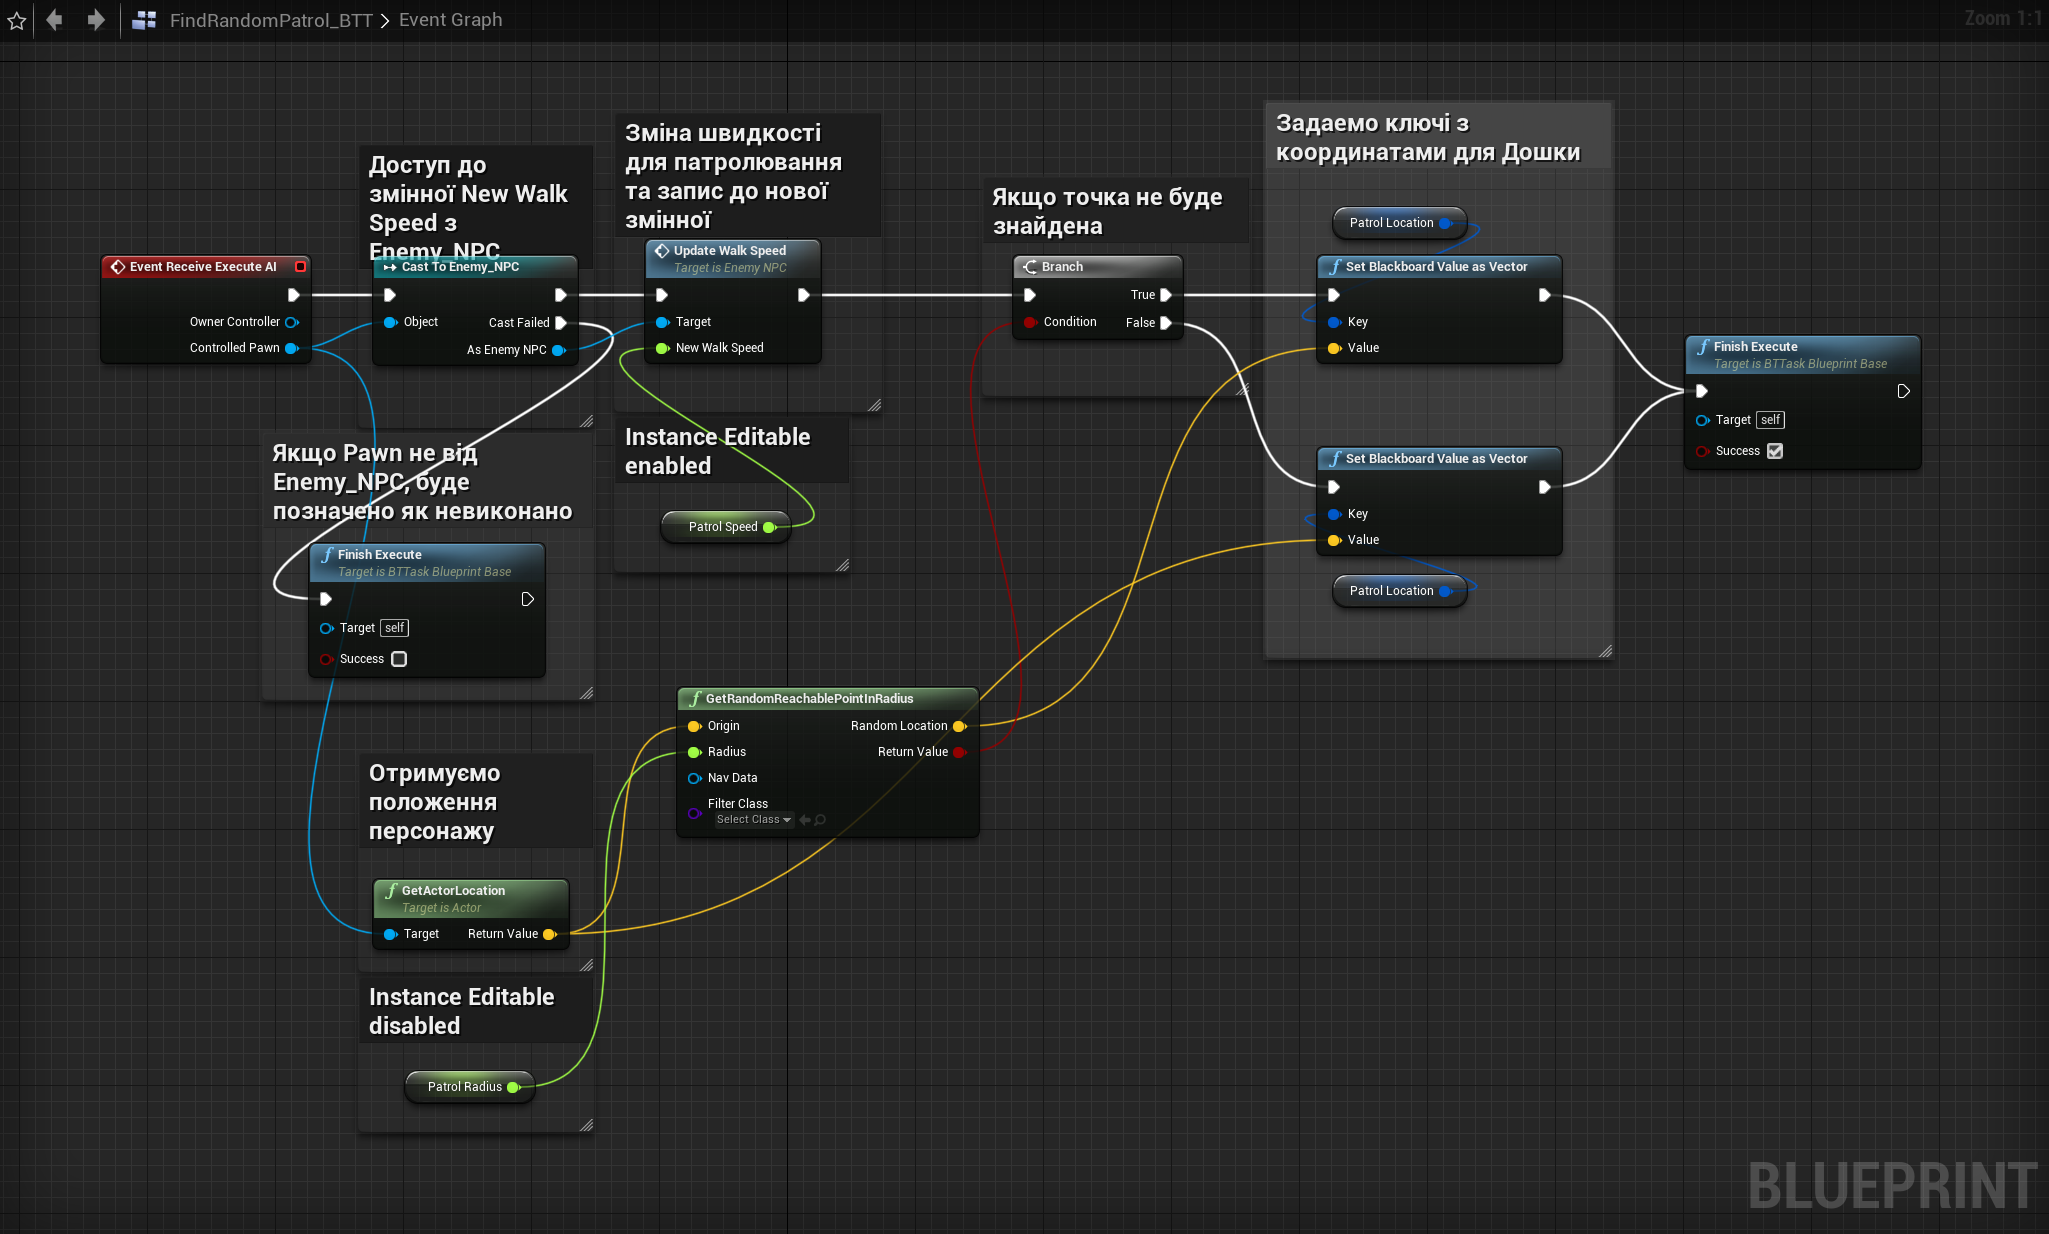 FindRandomPatrol_BTT > Event Graph
Zoom 1:1
Доступ до
змінної New Walk
Speed з
Enemy_NPC
Зміна швидкості
для патролювання
та запис до нової
змінної
Якщо точка не буде
знайдена
Задаемо ключі з
координатами для Дошки
Event Receive Execute AI
Owner Controller
Controlled Pawn
Cast To Enemy_NPC
Object
Cast Failed
As Enemy NPC
Update Walk Speed
Target is Enemy NPC
Target
New Walk Speed
Branch
True
Condition
False
Patrol Location
Set Blackboard Value as Vector
Key
Value
Set Blackboard Value as Vector
Key
Value
Patrol Location
Finish Execute
Target is BTTask Blueprint Base
Target self
Success
Якщо Pawn не від
Enemy_NPC, буде
позначено як невиконано
Finish Execute
Target is BTTask Blueprint Base
Target self
Success
Instance Editable
enabled
Patrol Speed
GetRandomReachablePointInRadius
Origin
Random Location
Radius
Return Value
Nav Data
Filter Class
Select Class
Отримуємо
положення
персонажу
GetActorLocation
Target is Actor
Target
Return Value
Instance Editable
disabled
Patrol Radius
BLUEPRINT